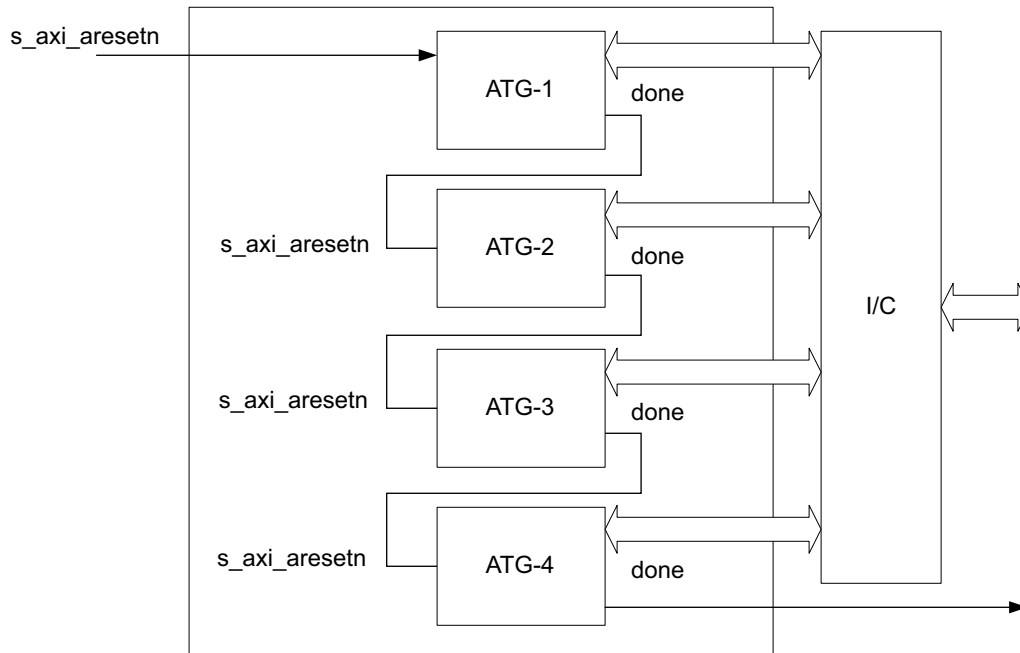 s_axi_aresetn
ATG-1
done
s_axi_aresetn
ATG-2
done
I/C
s_axi_aresetn
ATG-3
done
s_axi_aresetn
ATG-4
done